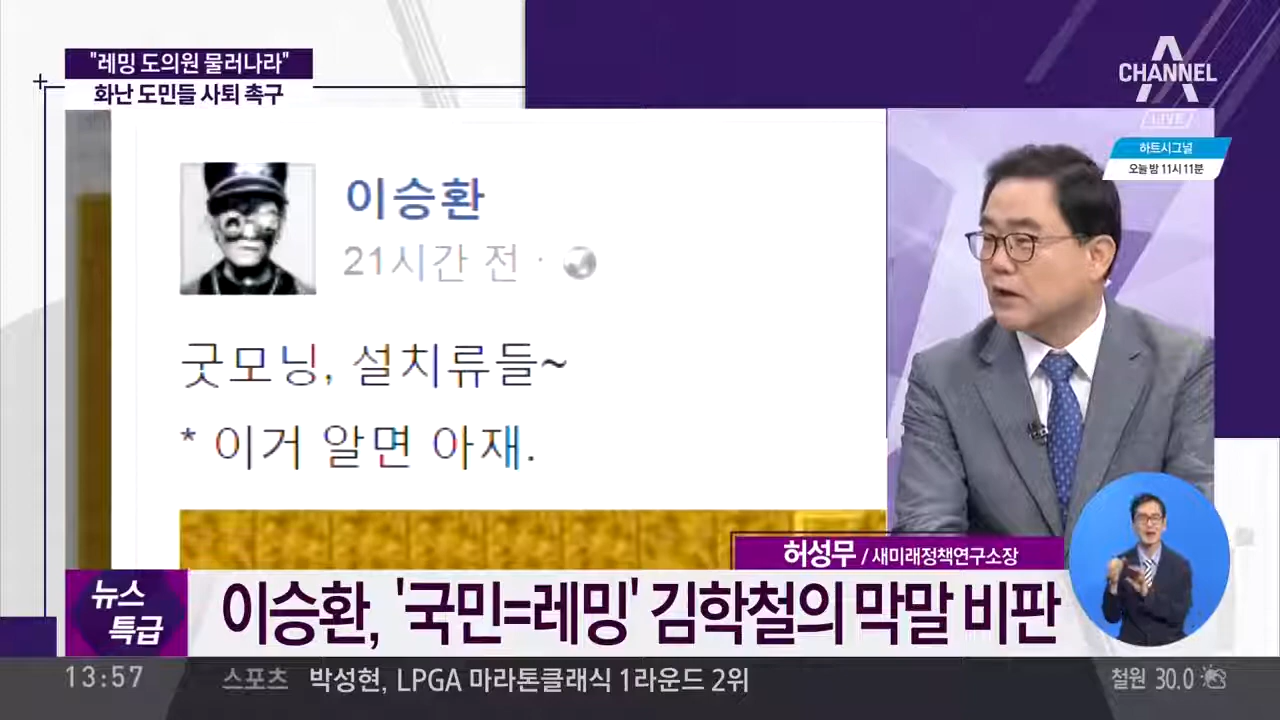 "레밍 도의원 물러나라"
화난 도민들 사퇴 촉구
CHANNEL A
LIVE
하트시그널
오늘 밤 11시 11분
이승환
21시간 전 ·
굿모닝, 설치류들~
* 이거 알면 아재.
허성무 / 새미래정책연구소장
뉴스
특급
이승환, '국민=레밍' 김학철의 막말 비판
13:57 스포츠 박성현, LPGA 마라톤클래식 1라운드 2위 철원 30.0